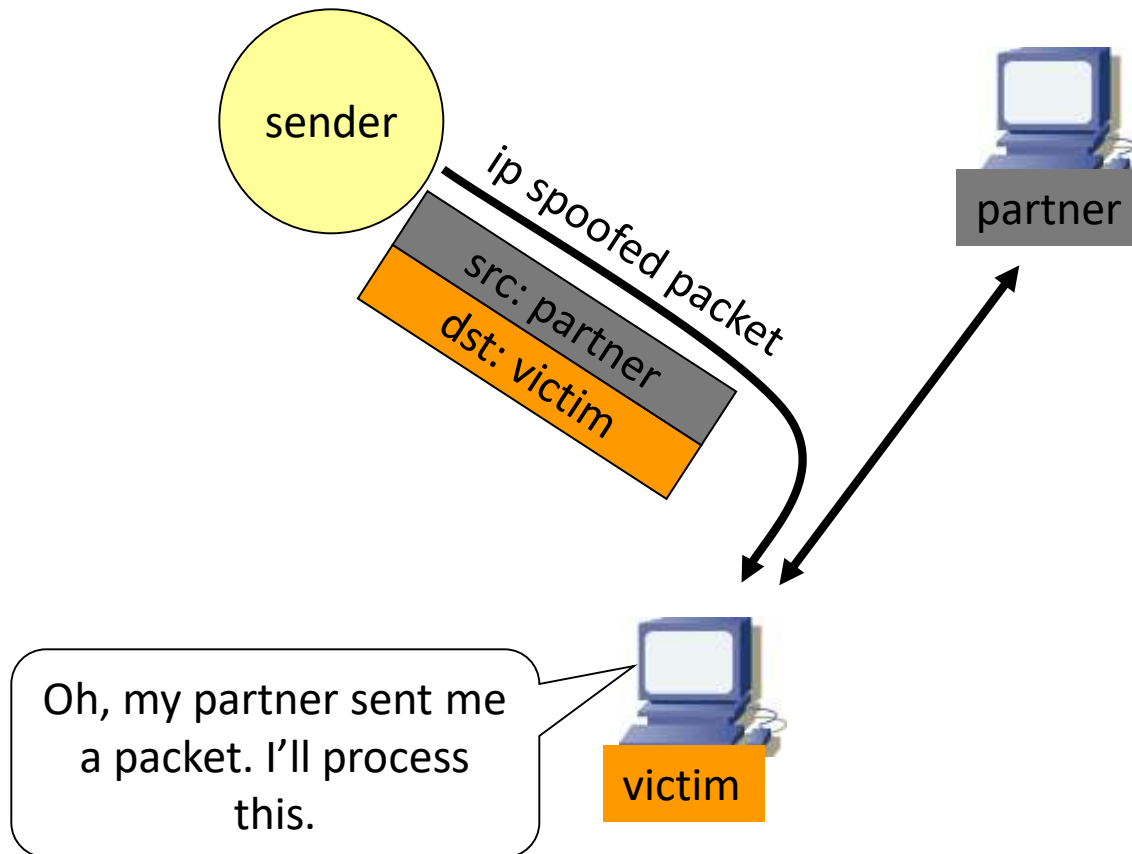 sender
ip spoofed packet
src: partner
dst: victim
partner
Oh, my partner sent me
a packet. I’ll process
this.
victim